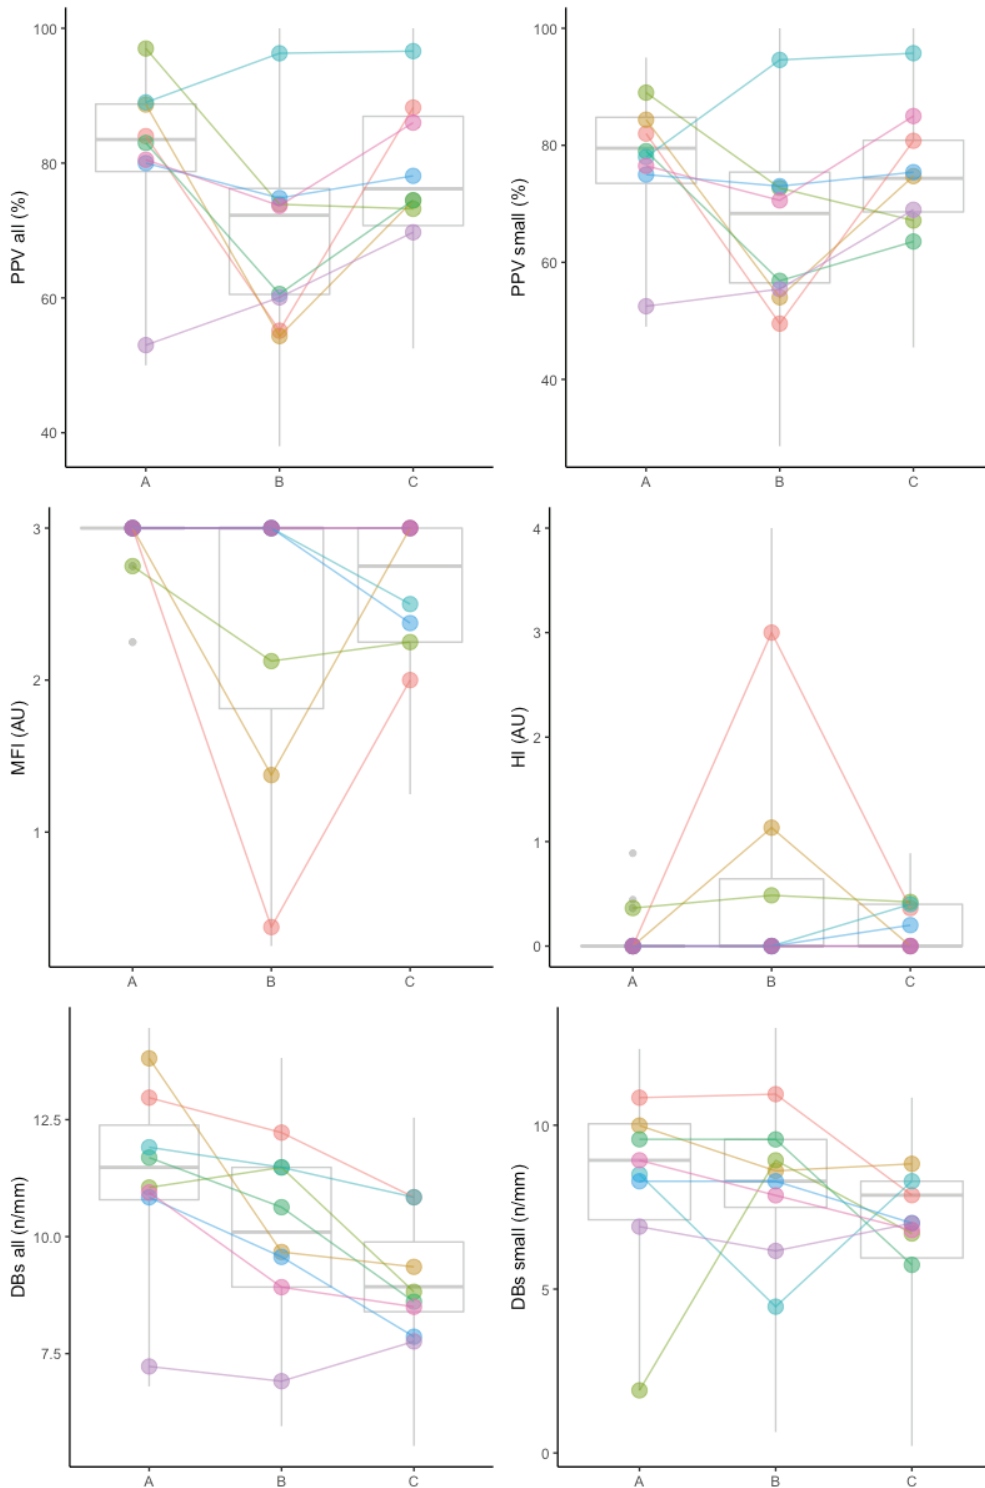 100
80
60
40
PPV all (%)
A B C
100
80
60
40
PPV small (%)
A B C
3
2
1
MFI (AU)
A B C
4
3
2
1
0
HI (AU)
A B C
12.5
10.0
7.5
DBs all (n/mm)
A B C
10
5
0
DBs small (n/mm)
A B C